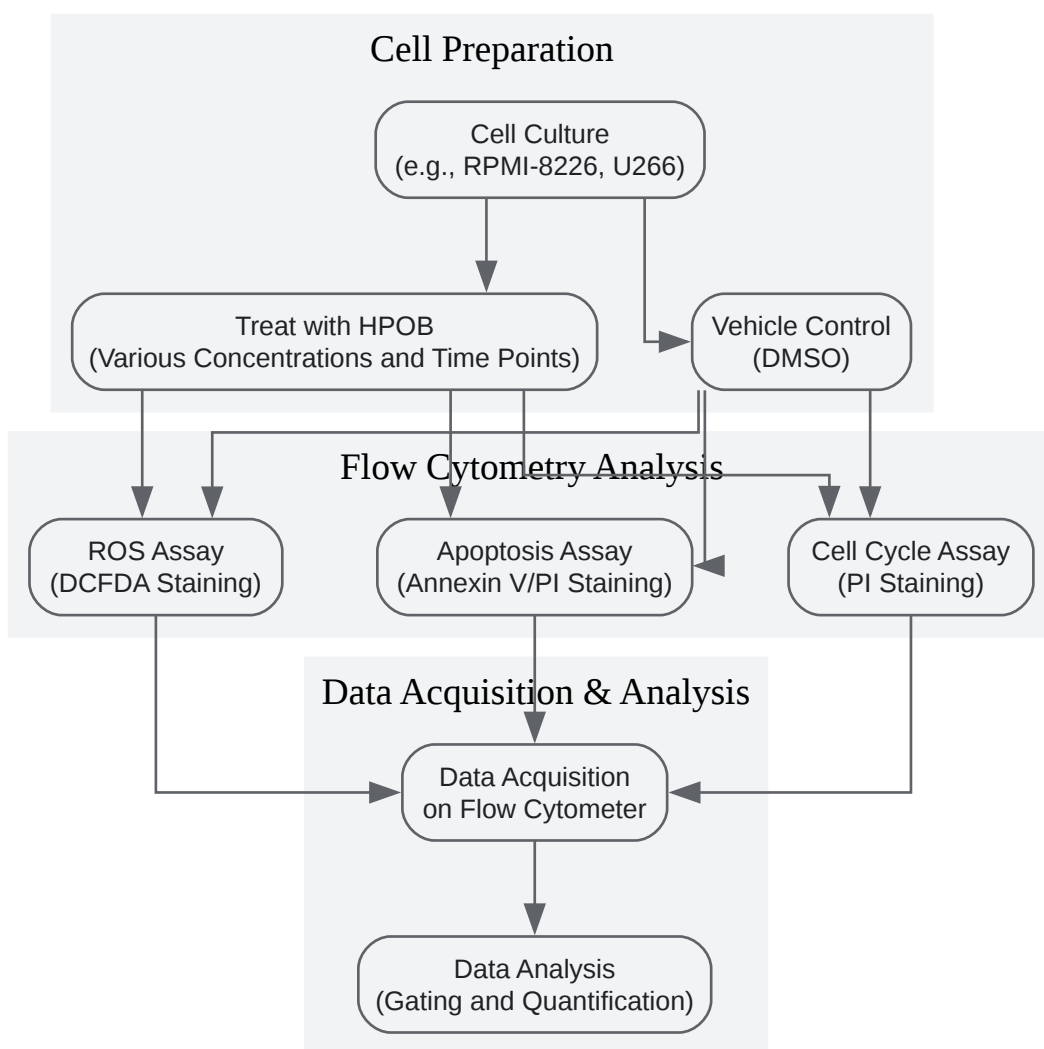 Cell Preparation
Cell Culture
(e.g., RPMI-8226, U266)
Treat with HPOB
(Various Concentrations and Time Points)
Vehicle Control
(DMSO)
Flow Cytometry Analysis
ROS Assay
(DCFDA Staining)
Apoptosis Assay
(Annexin V/PI Staining)
Cell Cycle Assay
(PI Staining)
Data Acquisition & Analysis
Data Acquisition
on Flow Cytometer
Data Analysis
(Gating and Quantification)